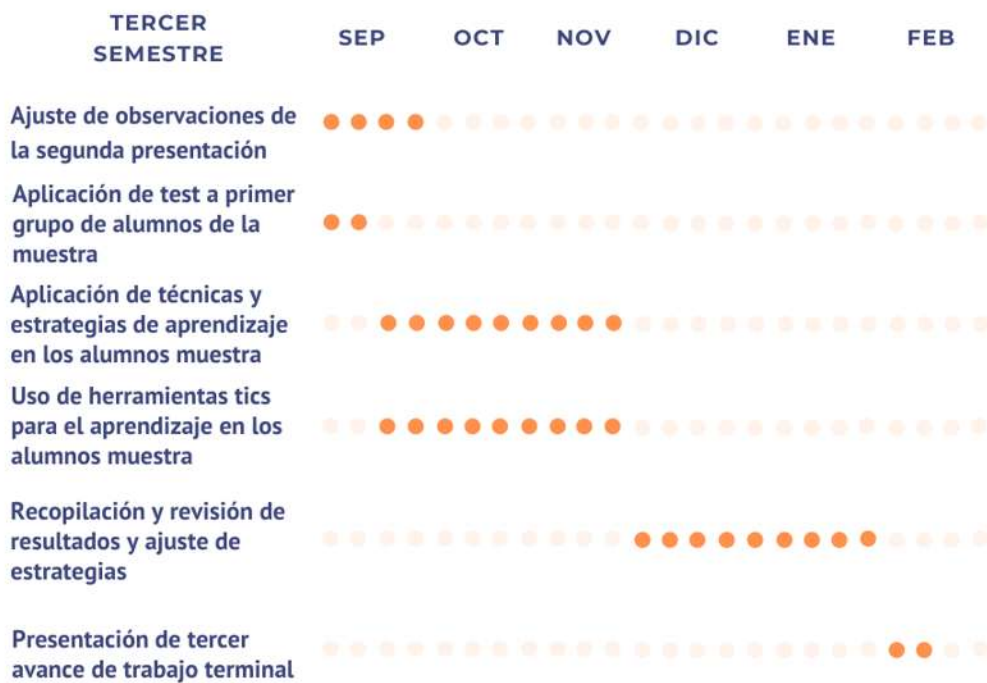 TERCER
SEMESTRE
SEP OCT NOV DIC ENE FEB
Ajuste de observaciones de
la segunda presentación
Aplicación de test a primer
grupo de alumnos de la
muestra
Aplicación de técnicas y
estrategias de aprendizaje
en los alumnos muestra
Uso de herramientas tics
para el aprendizaje en los
alumnos muestra
Recopilación y revisión de
resultados y ajuste de
estrategias
Presentación de tercer
avance de trabajo terminal